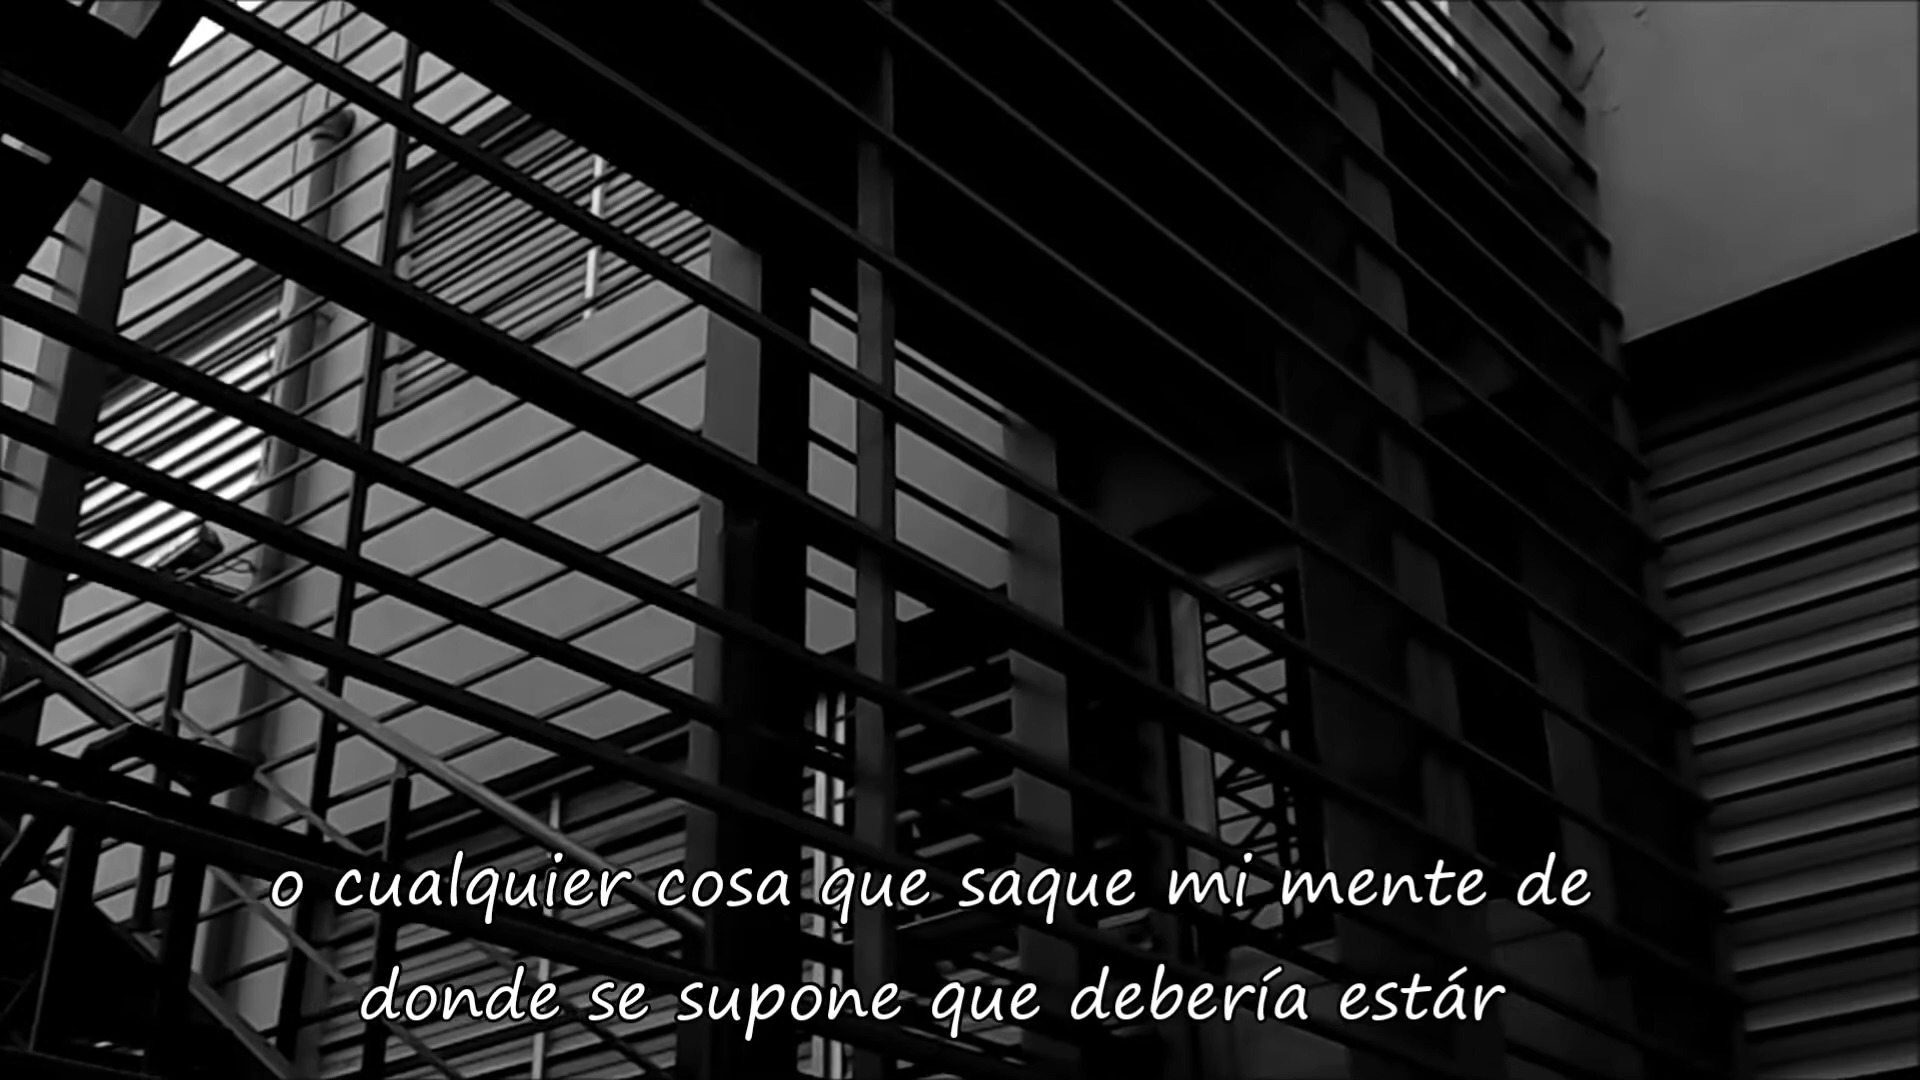 o cualquier cosa que saque mi mente de
donde se supone que debería estár